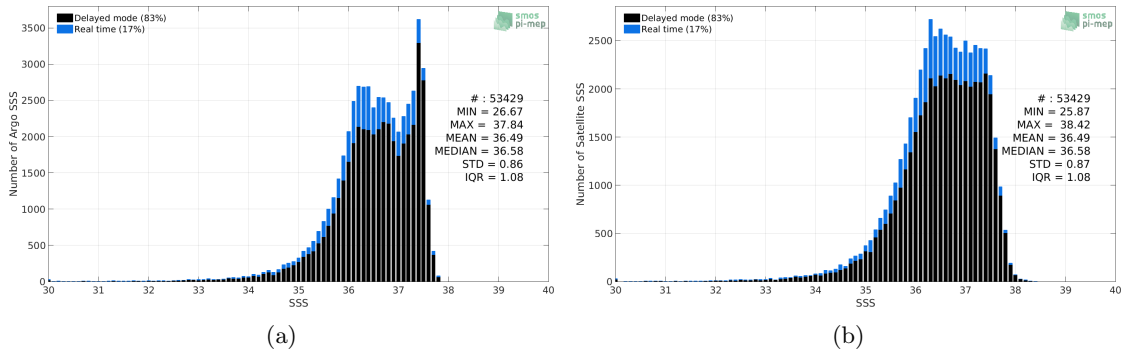 Delayed mode (83%)
Real time (17%)
smos
pi-mep
Number of Argo SSS
3500
3000
2500
2000
1500
1000
500
0
# : 53429
MIN = 26.67
MAX = 37.84
MEAN = 36.49
MEDIAN = 36.58
STD = 0.86
IQR = 1.08
30 31 32 33 34 35 36 37 38 39 40
SSS
(a)
Delayed mode (83%)
Real time (17%)
smos
pi-mep
Number of Satellite SSS
2500
2000
1500
1000
500
0
# : 53429
MIN = 25.87
MAX = 38.42
MEAN = 36.49
MEDIAN = 36.58
STD = 0.87
IQR = 1.08
30 31 32 33 34 35 36 37 38 39 40
SSS
(b)